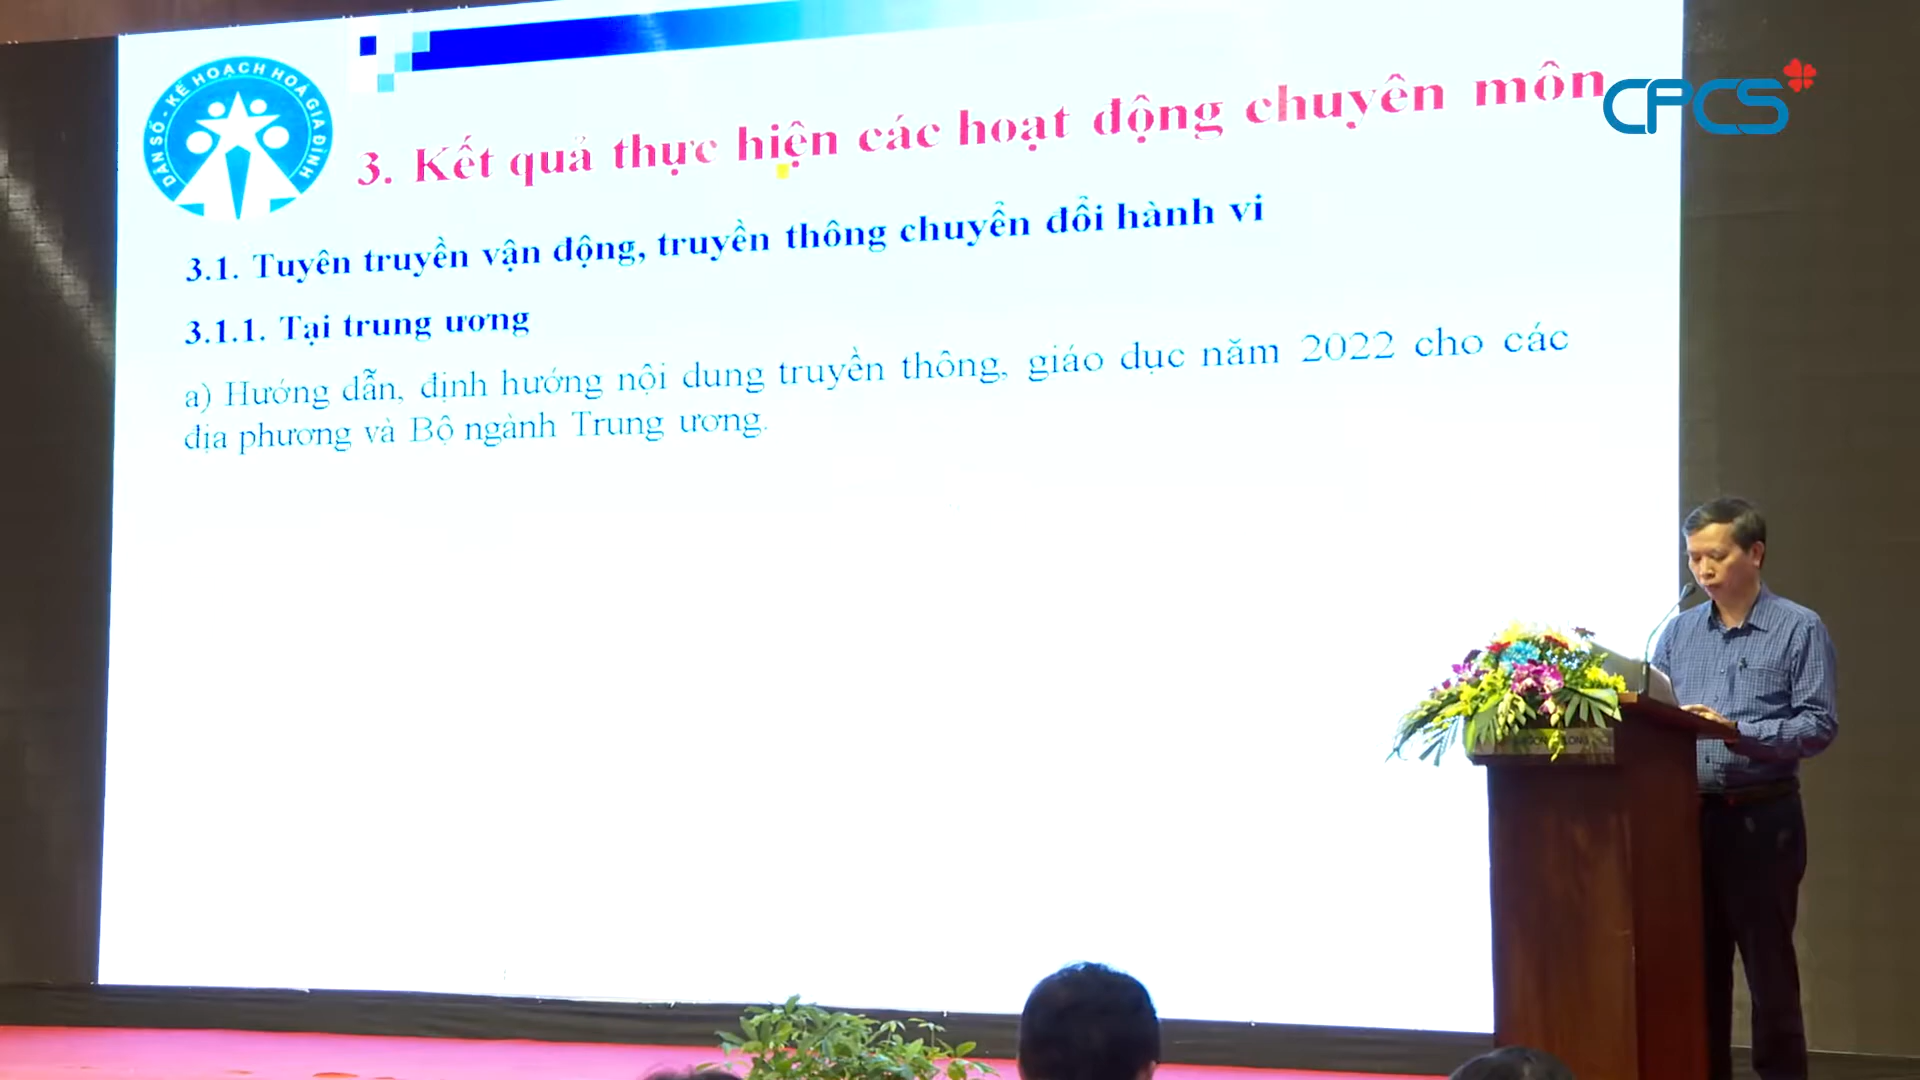 DÂN SỐ - KẾ HOẠCH HOÁ GIA ĐÌNH
3. Kết quả thực hiện các hoạt động chuyên môn
CPCS
3.1. Tuyên truyền vận động, truyền thông chuyển đổi hành vi
3.1.1. Tại trung ương
a) Hướng dẫn, định hướng nội dung truyền thông, giáo dục năm 2022 cho các
địa phương và Bộ ngành Trung ương.